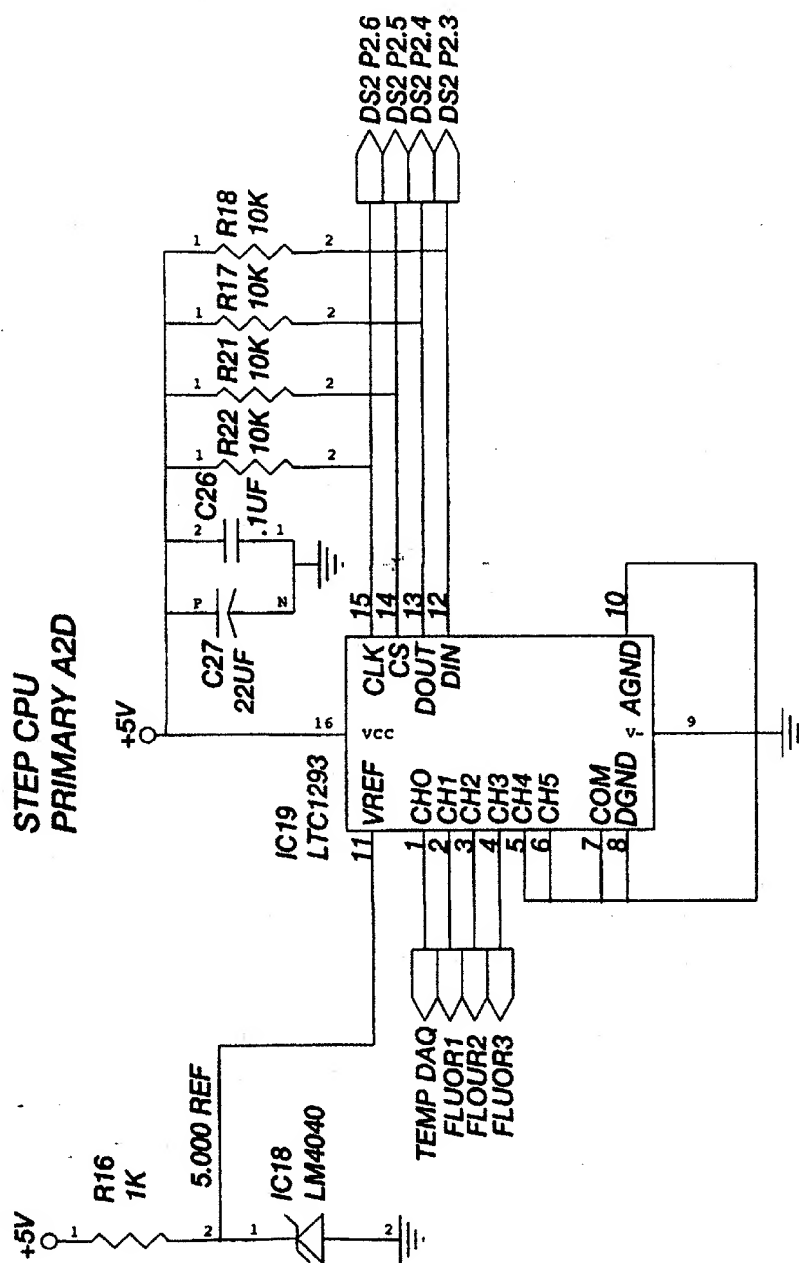 STEP CPU
PRIMARY A2D
+5V
1
R16
1K
2
5.000 REF
1
IC18
LM4040
2
+5V
P
C27
22UF
N
2
C26
.1UF
1
1
R22
10K
2
1
R21
10K
2
1
R17
10K
2
1
R18
10K
2
16
VCC
IC19
LTC1293
11
VREF
1
CHO
2
CH1
3
CH2
4
CH3
5
CH4
6
CH5
7
COM
8
DGND
TEMP DAQ
FLUOR1
FLOUR2
FLUOR3
15
CLK
14
CS
13
DOUT
12
DIN
10
AGND
V-
9
DS2 P2.6
DS2 P2.5
DS2 P2.4
DS2 P2.3